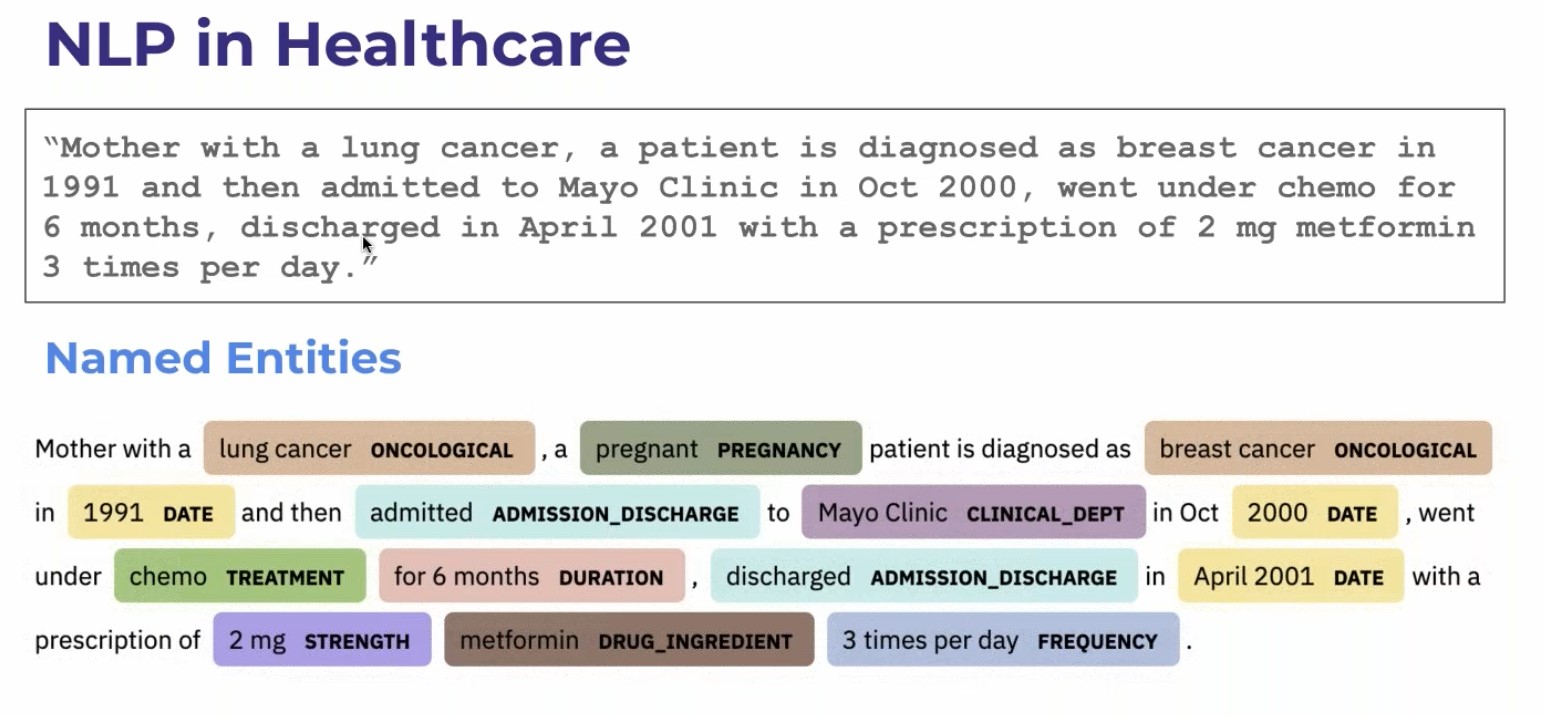 NLP in Healthcare
“Mother with a lung cancer, a patient is diagnosed as breast cancer in
1991 and then admitted to Mayo Clinic in Oct 2000, went under chemo for
6 months, discharged in April 2001 with a prescription of 2 mg metformin
3 times per day.”
Named Entities
Mother with a lung cancer ONCOLOGICAL , a pregnant PREGNANCY patient is diagnosed as breast cancer ONCOLOGICAL
in 1991 DATE and then admitted ADMISSION_DISCHARGE to Mayo Clinic CLINICAL_DEPT in Oct 2000 DATE , went
under chemo TREATMENT for 6 months DURATION , discharged ADMISSION_DISCHARGE in April 2001 DATE with a
prescription of 2 mg STRENGTH metformin DRUG_INGREDIENT 3 times per day FREQUENCY .